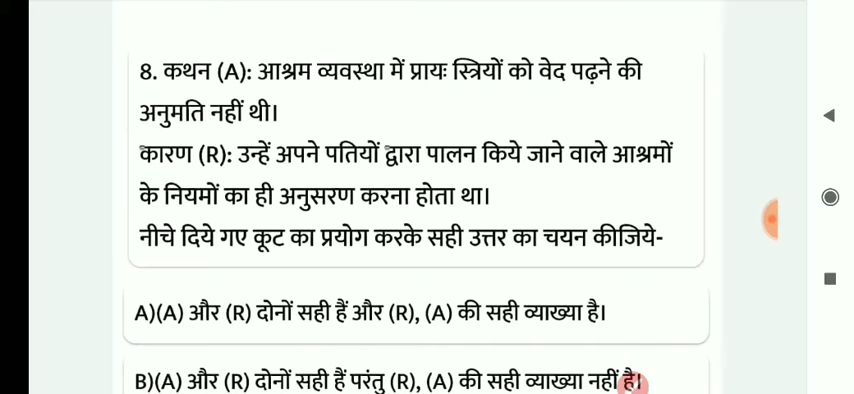 8. कथन (A): आश्रम व्यवस्था में प्रायः स्त्रियों को वेद पढ़ने की
अनुमति नहीं थी।
कारण (R): उन्हें अपने पतियों द्वारा पालन किये जाने वाले आश्रमों
के नियमों का ही अनुसरण करना होता था।
नीचे दिये गए कूट का प्रयोग करके सही उत्तर का चयन कीजिये-
A)(A) और (R) दोनों सही हैं और (R), (A) की सही व्याख्या है।
B)(A) और (R) दोनों सही हैं परंतु (R), (A) की सही व्याख्या नहीं है।